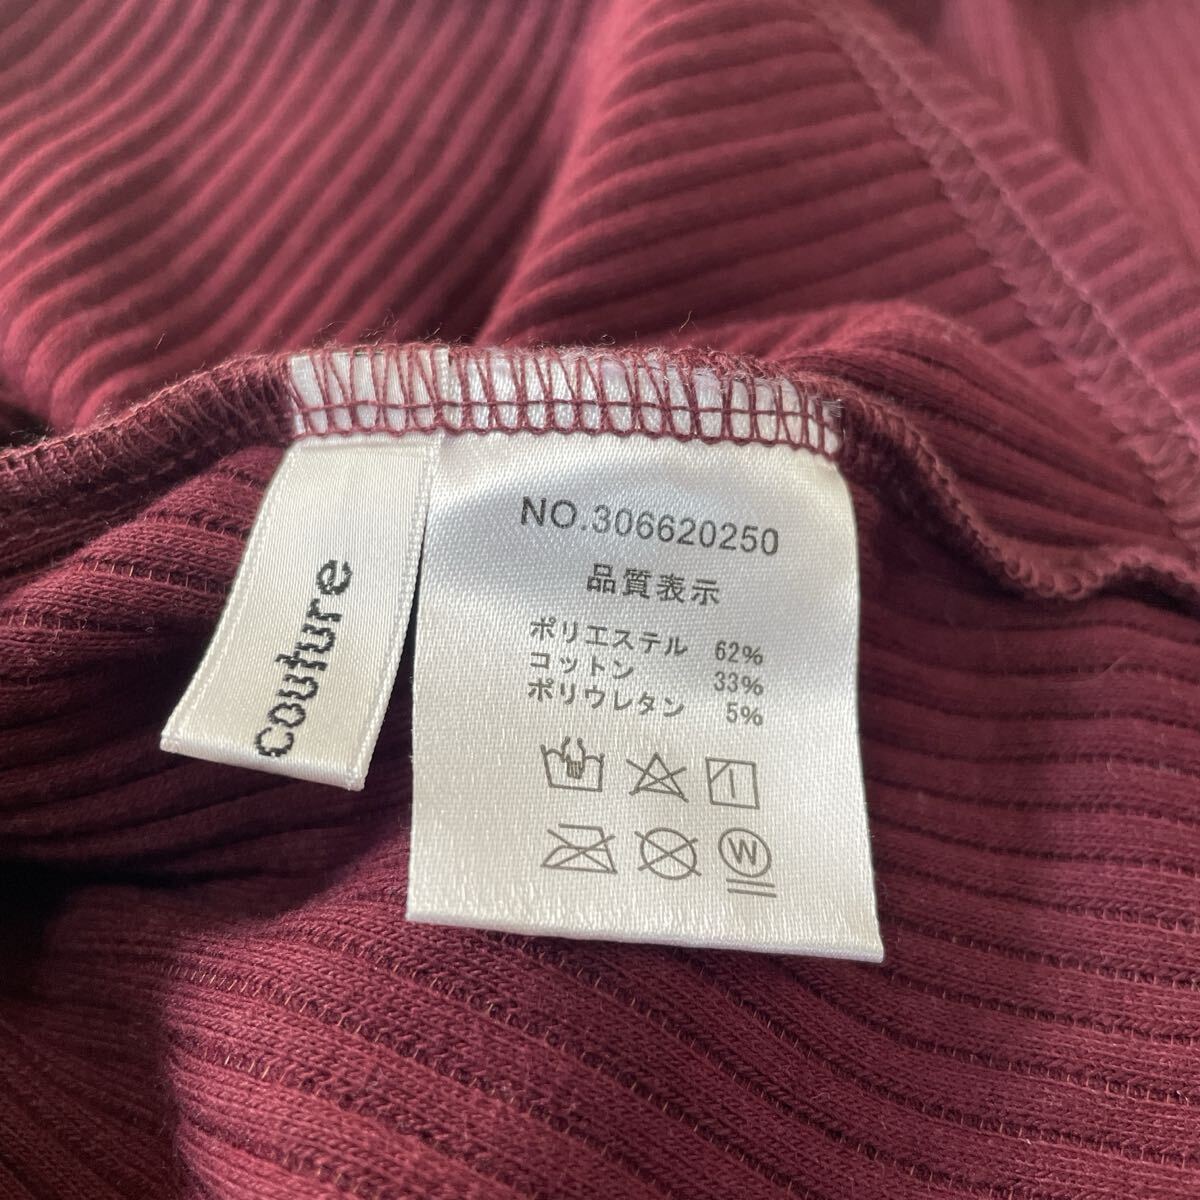 couture
NO.306620250
品質表示
ポリエステル 62%
コットン 33%
ポリウレタン 5%
W